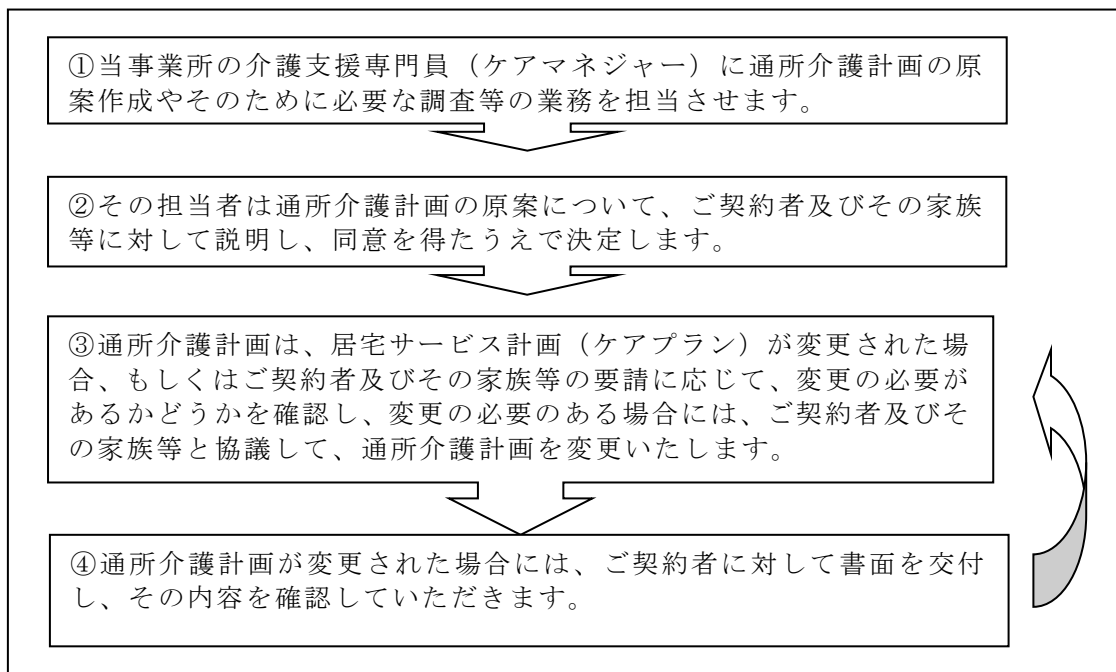 ①当事業所の介護支援専門員（ケアマネジャー）に通所介護計画の原
案作成やそのために必要な調査等の業務を担当させます。
②その担当者は通所介護計画の原案について、ご契約者及びその家族
等に対して説明し、同意を得たうえで決定します。
③通所介護計画は、居宅サービス計画（ケアプラン）が変更された場
合、もしくはご契約者及びその家族等の要請に応じて、変更の必要が
あるかどうかを確認し、変更の必要のある場合には、ご契約者及びそ
の家族等と協議して、通所介護計画を変更いたします。
④通所介護計画が変更された場合には、ご契約者に対して書面を交付
し、その内容を確認していただきます。